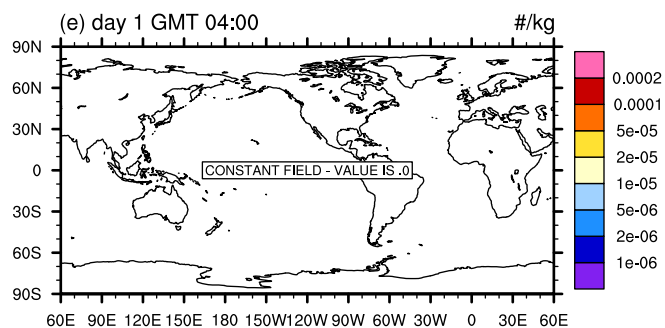 (e) day 1 GMT 04:00 #/kg
90N
60N
30N
0
30S
60S
90S
CONSTANT FIELD - VALUE IS .0
60E 90E 120E 150E 180 150W 120W 90W 60W 30W 0 30E 60E
0.0002
0.0001
5e-05
2e-05
1e-05
5e-06
2e-06
1e-06